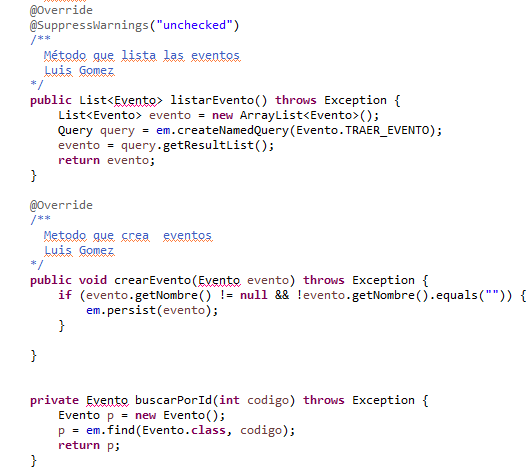 @Override
@SuppressWarnings("unchecked")
/**
Método que lista las eventos
Luis Gomez
*/
public List<Evento> listarEvento() throws Exception {
List<Evento> evento = new ArrayList<Evento>();
Query query = em.createNamedQuery(Evento.TRAER_EVENTO);
evento = query.getResultList();
return evento;
}
@Override
/**
Metodo que crea  eventos
Luis Gomez
*/
public void crearEvento(Evento evento) throws Exception {
if (evento.getNombre() != null && !evento.getNombre().equals("")) {
em.persist(evento);
}
}
private Evento buscarPorId(int codigo) throws Exception {
Evento p = new Evento();
p = em.find(Evento.class, codigo);
return p;
}